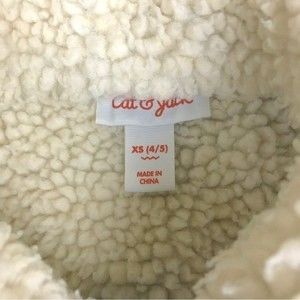 cat & jack
XS (4/5)
MADE IN
CHINA